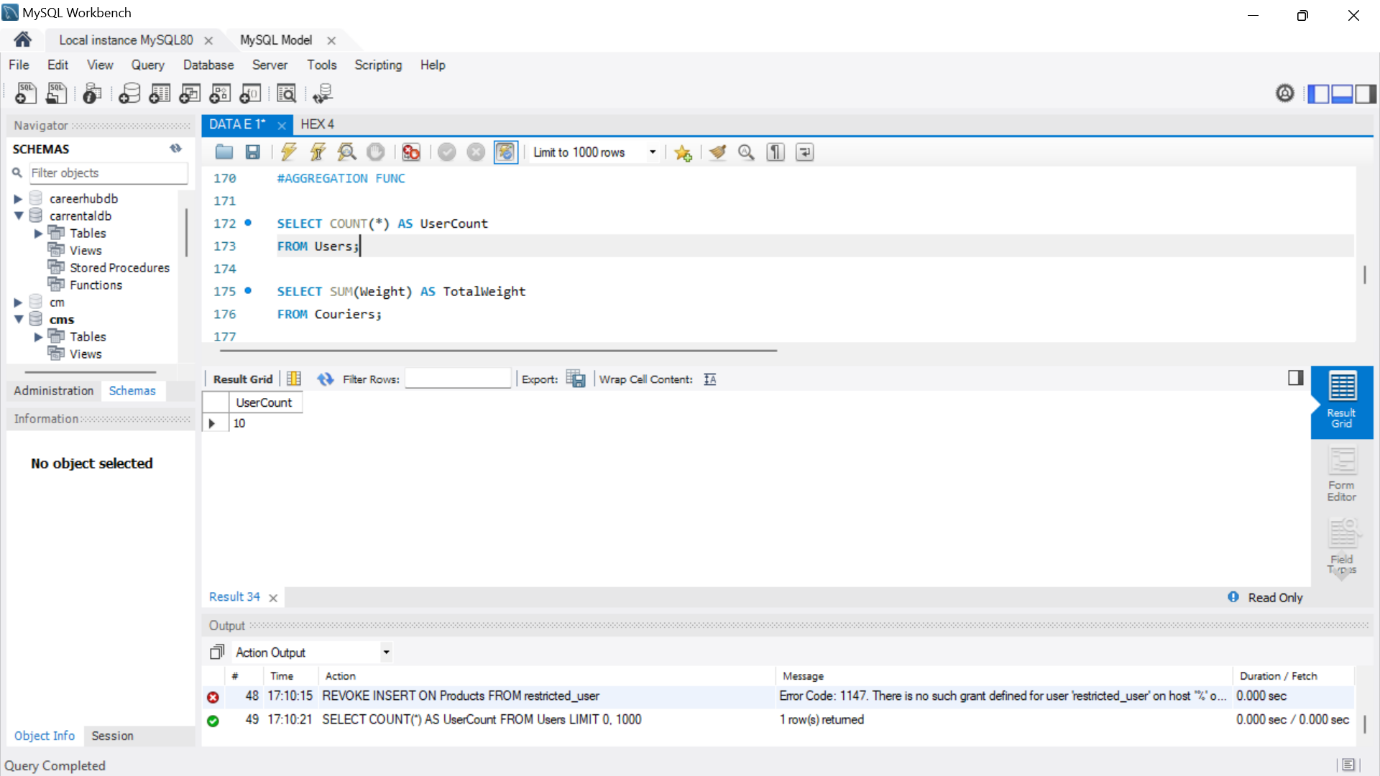 MySQL Workbench
Local instance MySQL80
MySQL Model
File Edit View Query Database Server Tools Scripting Help
Navigator
SCHEMAS
Filter objects
careerhubdb
carrentaldb
Tables
Views
Stored Procedures
Functions
cm
cms
Tables
Views
Administration Schemas
Information
No object selected
Object Info Session
DATA E 1* HEX 4
Limit to 1000 rows
170 #AGGREGATION FUNC
171
172 SELECT COUNT(*) AS UserCount
173 FROM Users;
174
175 SELECT SUM(Weight) AS TotalWeight
176 FROM Couriers;
177
Result Grid Filter Rows: Export: Wrap Cell Content:
UserCount
10
Result
Grid
Form
Editor
Field
Types
Result 34
Read Only
Output
Action Output
# Time Action Message Duration / Fetch
48 17:10:15 REVOKE INSERT ON Products FROM restricted_user Error Code: 1147. There is no such grant defined for user 'restricted_user' on host '%' o... 0.000 sec
49 17:10:21 SELECT COUNT(*) AS UserCount FROM Users LIMIT 0, 1000 1 row(s) returned 0.000 sec / 0.000 sec
Query Completed